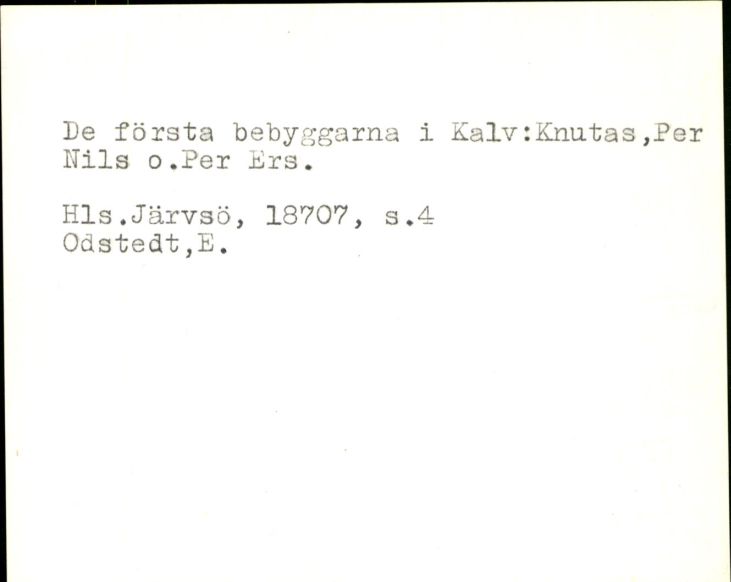 De första bebyggarna i Kalv:Knutas,Per
Nils o.Per Ers.
Hls.Järvsö, 18707, s.4
Odstedt,E.